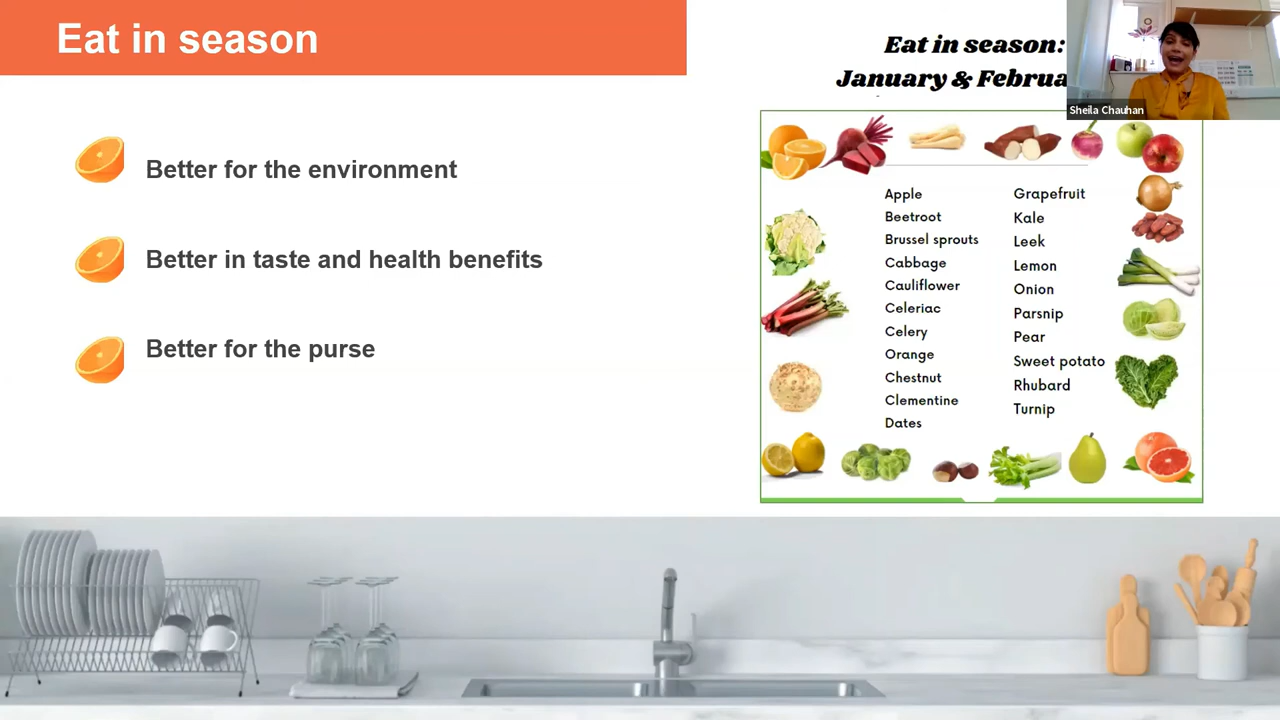 Eat in season
Eat in season:
January & Februa
Sheila Chauhan
Better for the environment
Better in taste and health benefits
Better for the purse
Apple
Beetroot
Brussel sprouts
Cabbage
Cauliflower
Celeriac
Celery
Orange
Chestnut
Clementine
Dates
Grapefruit
Kale
Leek
Lemon
Onion
Parsnip
Pear
Sweet potato
Rhubard
Turnip